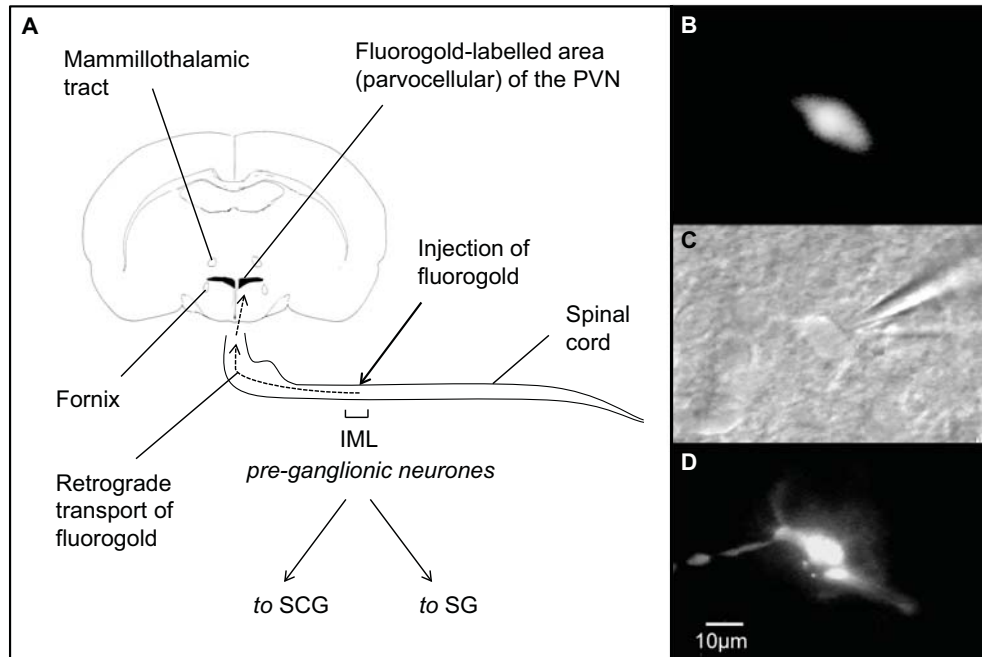 A
Mammillothalamic
tract
Fluorogold-labelled area
(parvocellular) of the PVN
Injection of
fluorogold
Spinal
cord
Fornix
IML
pre-ganglionic neurones
Retrograde
transport of
fluorogold
to SCG
to SG
B
C
D
10µm